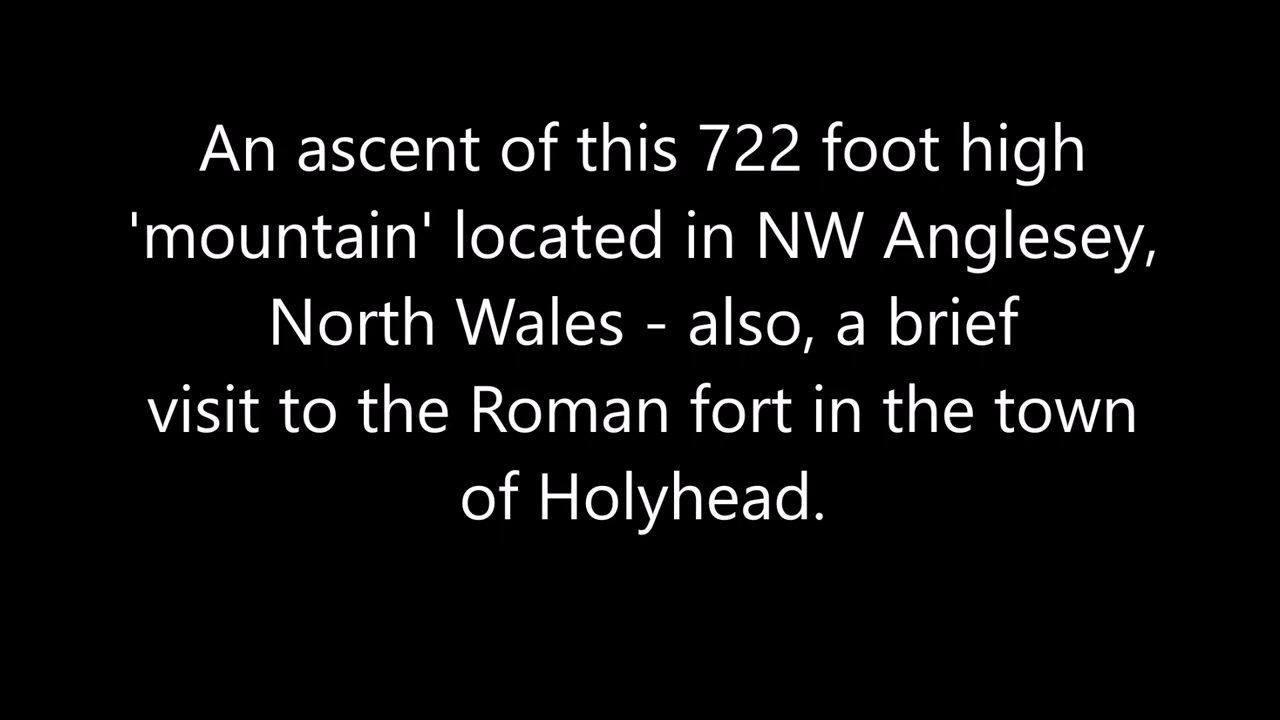 An ascent of this 722 foot high
'mountain' located in NW Anglesey,
North Wales - also, a brief
visit to the Roman fort in the town
of Holyhead.